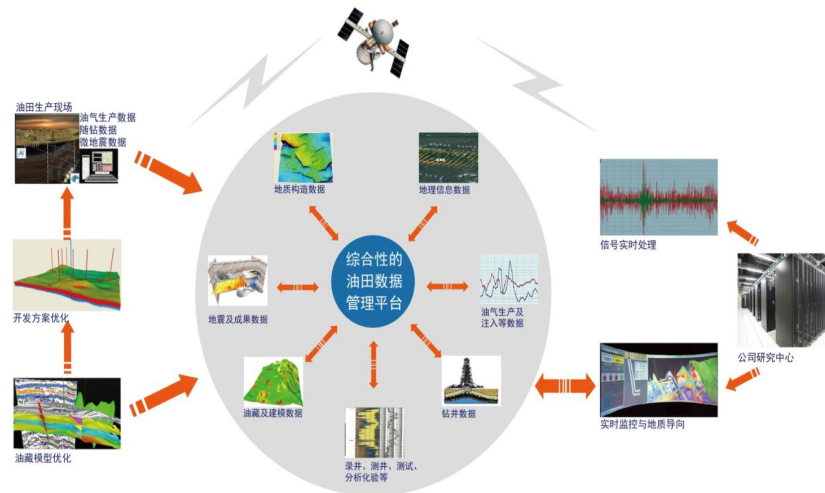 油田生产现场
油气生产数据
随钻数据
微地震数据
地质构造数据
地理信息数据
信号实时处理
综合性的
油田数据
管理平台
开发方案优化
地震及成果数据
油气生产及
注入等数据
公司研究中心
油藏及建模数据
钻井数据
实时监控与地质导向
油藏模型优化
录井、测井、测试、
分析化验等